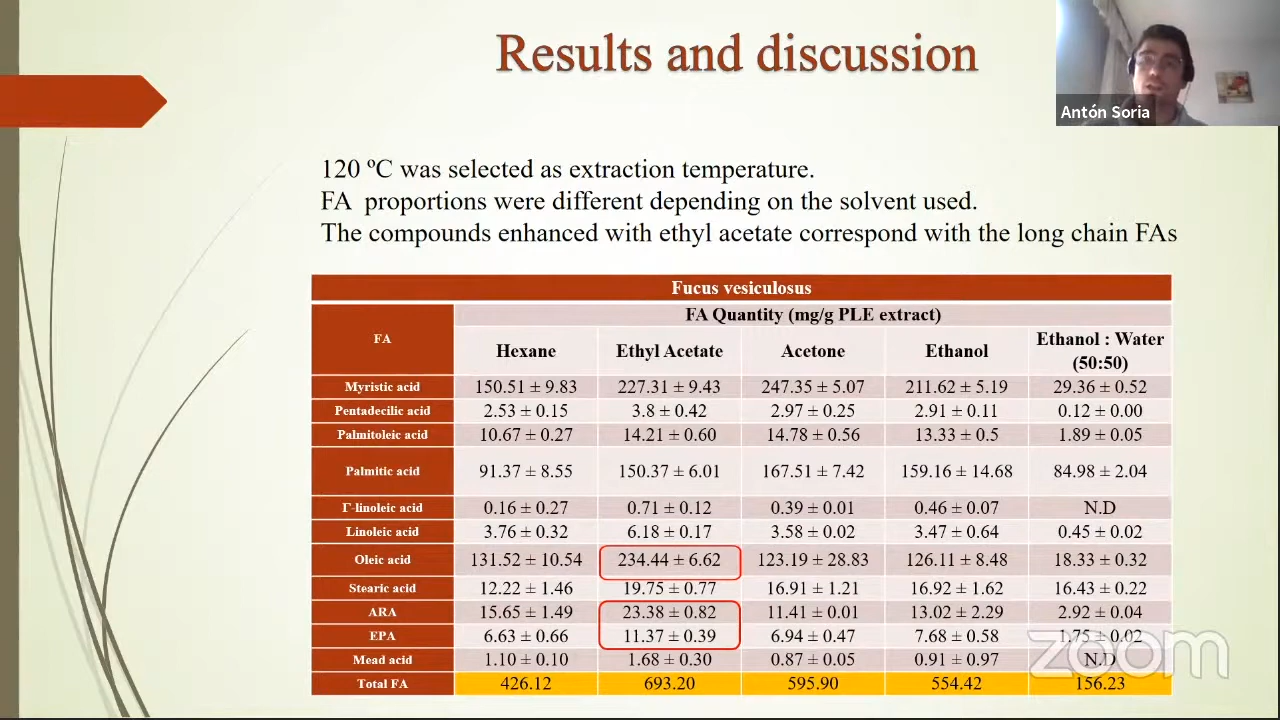 Results and discussion
Antón Soria
120 ºC was selected as extraction temperature.
FA proportions were different depending on the solvent used.
The compounds enhanced with ethyl acetate correspond with the long chain FAs
Fucus vesiculosus
FA FA Quantity (mg/g PLE extract)
Hexane Ethyl Acetate Acetone Ethanol Ethanol : Water (50:50)
Myristic acid 150.51 ± 9.83 227.31 ± 9.43 247.35 ± 5.07 211.62 ± 5.19 29.36 ± 0.52
Pentadecilic acid 2.53 ± 0.15 3.8 ± 0.42 2.97 ± 0.25 2.91 ± 0.11 0.12 ± 0.00
Palmitoleic acid 10.67 ± 0.27 14.21 ± 0.60 14.78 ± 0.56 13.33 ± 0.5 1.89 ± 0.05
Palmitic acid 91.37 ± 8.55 150.37 ± 6.01 167.51 ± 7.42 159.16 ± 14.68 84.98 ± 2.04
Γ-linoleic acid 0.16 ± 0.27 0.71 ± 0.12 0.39 ± 0.01 0.46 ± 0.07 N.D
Linoleic acid 3.76 ± 0.32 6.18 ± 0.17 3.58 ± 0.02 3.47 ± 0.64 0.45 ± 0.02
Oleic acid 131.52 ± 10.54 234.44 ± 6.62 123.19 ± 28.83 126.11 ± 8.48 18.33 ± 0.32
Stearic acid 12.22 ± 1.46 19.75 ± 0.77 16.91 ± 1.21 16.92 ± 1.62 16.43 ± 0.22
ARA 15.65 ± 1.49 23.38 ± 0.82 11.41 ± 0.01 13.02 ± 2.29 2.92 ± 0.04
EPA 6.63 ± 0.66 11.37 ± 0.39 6.94 ± 0.47 7.68 ± 0.58 1.75 ± 0.02
Mead acid 1.10 ± 0.10 1.68 ± 0.30 0.87 ± 0.05 0.91 ± 0.97 N.D
Total FA 426.12 693.20 595.90 554.42 156.23
zoom